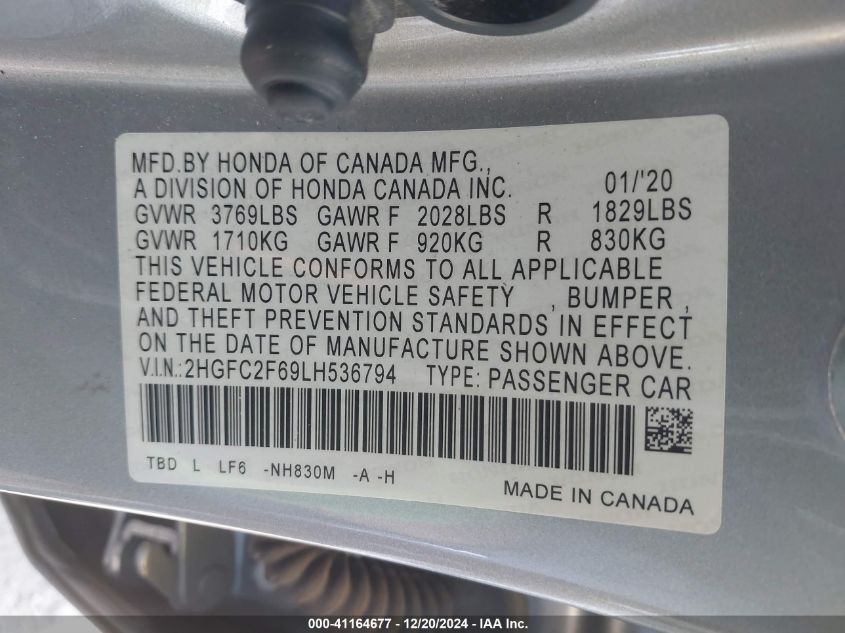 MFD.BY HONDA OF CANADA MFG.,
A DIVISION OF HONDA CANADA INC. 01/'20
GVWR 3769LBS GAWR F 2028LBS R 1829LBS
GVWR 1710KG GAWR F 920KG R 830KG
THIS VEHICLE CONFORMS TO ALL APPLICABLE
FEDERAL MOTOR VEHICLE SAFETY , BUMPER ,
AND THEFT PREVENTION STANDARDS IN EFFECT
ON THE DATE OF MANUFACTURE SHOWN ABOVE.
V.I.N.:2HGFC2F69LH536794 TYPE: PASSENGER CAR
TBD L LF6 -NH830M -A -H
MADE IN CANADA
000-41164677 - 12/20/2024 - IAA Inc.